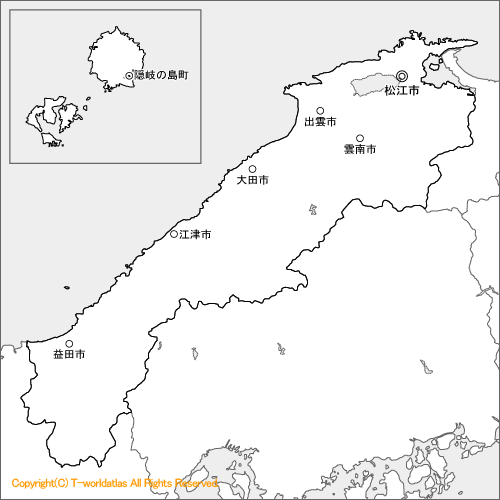 隠岐の島町
松江市
出雲市
雲南市
大田市
江津市
益田市
Copyright(C) T-worldatlas All Rights Reserved.